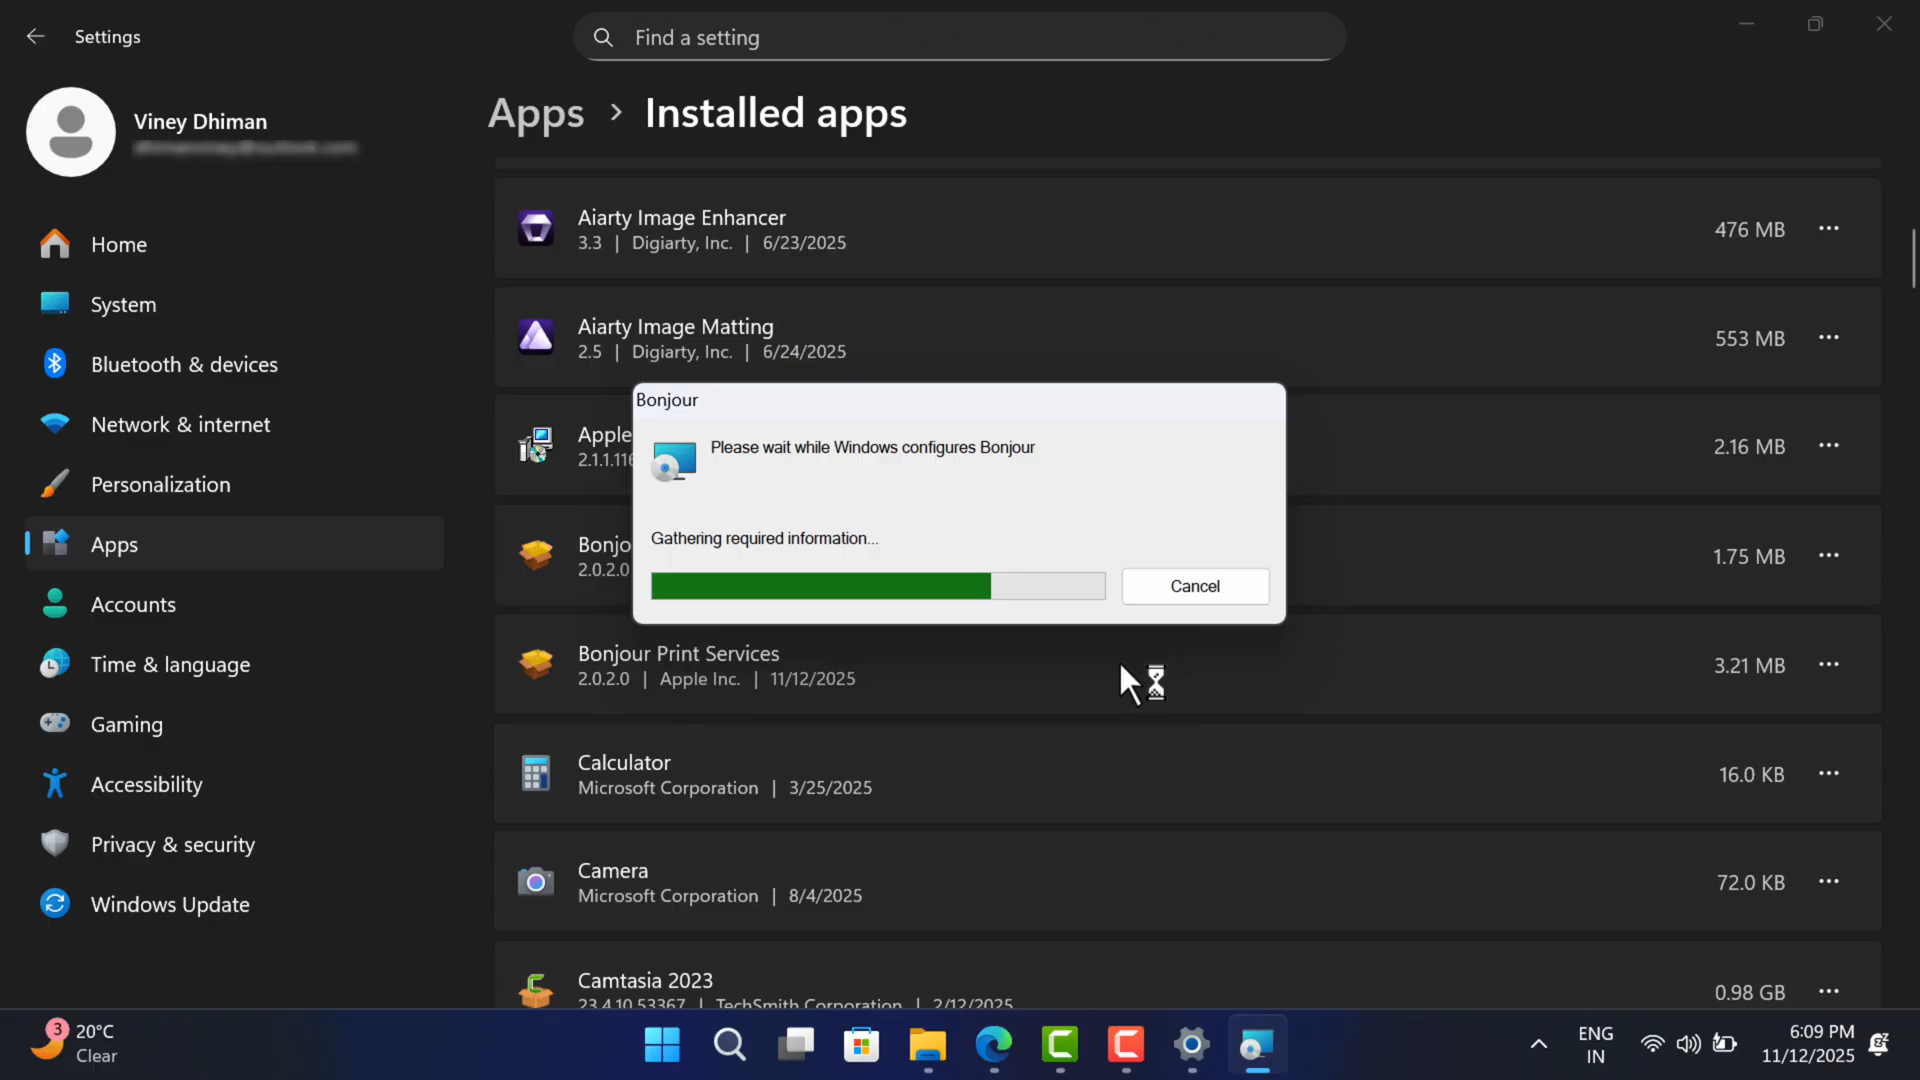 Settings
Find a setting
Viney Dhiman
Apps > Installed apps
Home
System
Bluetooth & devices
Network & internet
Personalization
Apps
Accounts
Time & language
Gaming
Accessibility
Privacy & security
Windows Update
Aiarty Image Enhancer
3.3 | Digiarty, Inc. | 6/23/2025
476 MB
Aiarty Image Matting
2.5 | Digiarty, Inc. | 6/24/2025
553 MB
Apple
2.1.1.116
2.16 MB
Bonjo
2.0.2.0
1.75 MB
Bonjour
Please wait while Windows configures Bonjour
Gathering required information...
Cancel
Bonjour Print Services
2.0.2.0 | Apple Inc. | 11/12/2025
3.21 MB
Calculator
Microsoft Corporation | 3/25/2025
16.0 KB
Camera
Microsoft Corporation | 8/4/2025
72.0 KB
Camtasia 2023
23.4.10.53367 | TechSmith Corporation | 2/12/2025
0.98 GB
3
20°C
Clear
ENG
IN
6:09 PM
11/12/2025